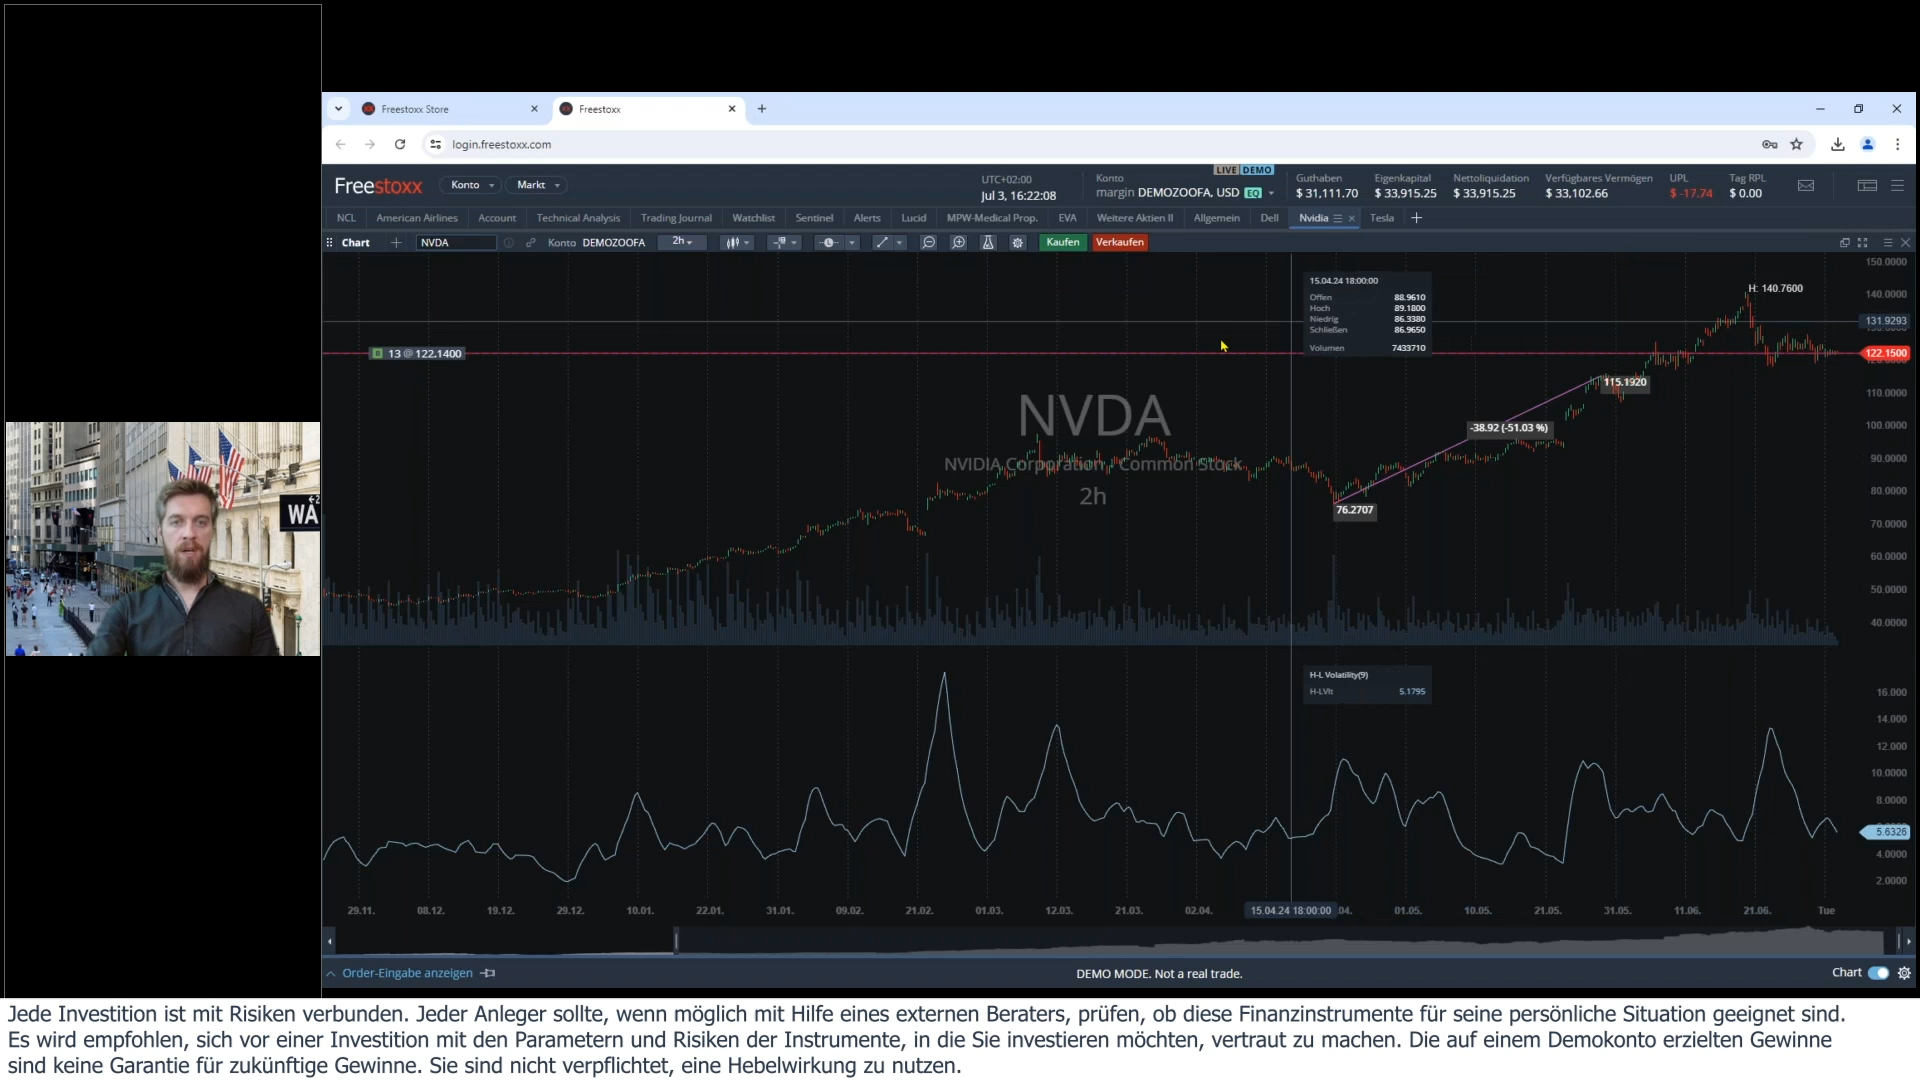 WA
Freestoxx Store
Freestoxx
login.freestoxx.com
Freestoxx
Konto
Markt
UTC+02:00
Jul 3, 16:22:08
LIVE DEMO
Konto
margin DEMOZOOFA, USD EQ
Guthaben
$ 31,111.70
Eigenkapital
$ 33,915.25
Nettoliquidation
$ 33,915.25
Verfügbares Vermögen
$ 33,102.66
UPL
$ -17.74
Tag RPL
$ 0.00
NCL American Airlines Account Technical Analysis Trading Journal Watchlist Sentinel Alerts Lucid MPW-Medical Prop. EVA Weitere Aktien II Allgemein Dell Nvidia Tesla
Chart NVDA Konto DEMOZOOFA 2h Kaufen Verkaufen
15.04.24 18:00:00
Offen 88.9610
Hoch 89.1800
Niedrig 86.3380
Schließen 86.9650
Volumen 7433710
H: 140.7600
13 @ 122.1400
NVDA
NVIDIA Corporation - Common Stock
2h
115.1920
-38.92 (-51.03 %)
76.2707
150.0000
140.0000
131.9293
122.1500
110.0000
100.0000
90.0000
80.0000
70.0000
60.0000
50.0000
40.0000
H-L Volatility(9)
H-LVlt 5.1795
16.000
14.000
12.000
10.0000
8.0000
5.6326
4.0000
2.0000
29.11. 08.12. 19.12. 29.12. 10.01. 22.01. 31.01. 09.02. 21.02. 01.03. 12.03. 21.03. 02.04. 15.04.24 18:00:00 04. 01.05. 10.05. 21.05. 31.05. 11.06. 21.06. Tue
Order-Eingabe anzeigen
DEMO MODE. Not a real trade.
Chart
Jede Investition ist mit Risiken verbunden. Jeder Anleger sollte, wenn möglich mit Hilfe eines externen Beraters, prüfen, ob diese Finanzinstrumente für seine persönliche Situation geeignet sind.
Es wird empfohlen, sich vor einer Investition mit den Parametern und Risiken der Instrumente, in die Sie investieren möchten, vertraut zu machen. Die auf einem Demokonto erzielten Gewinne
sind keine Garantie für zukünftige Gewinne. Sie sind nicht verpflichtet, eine Hebelwirkung zu nutzen.